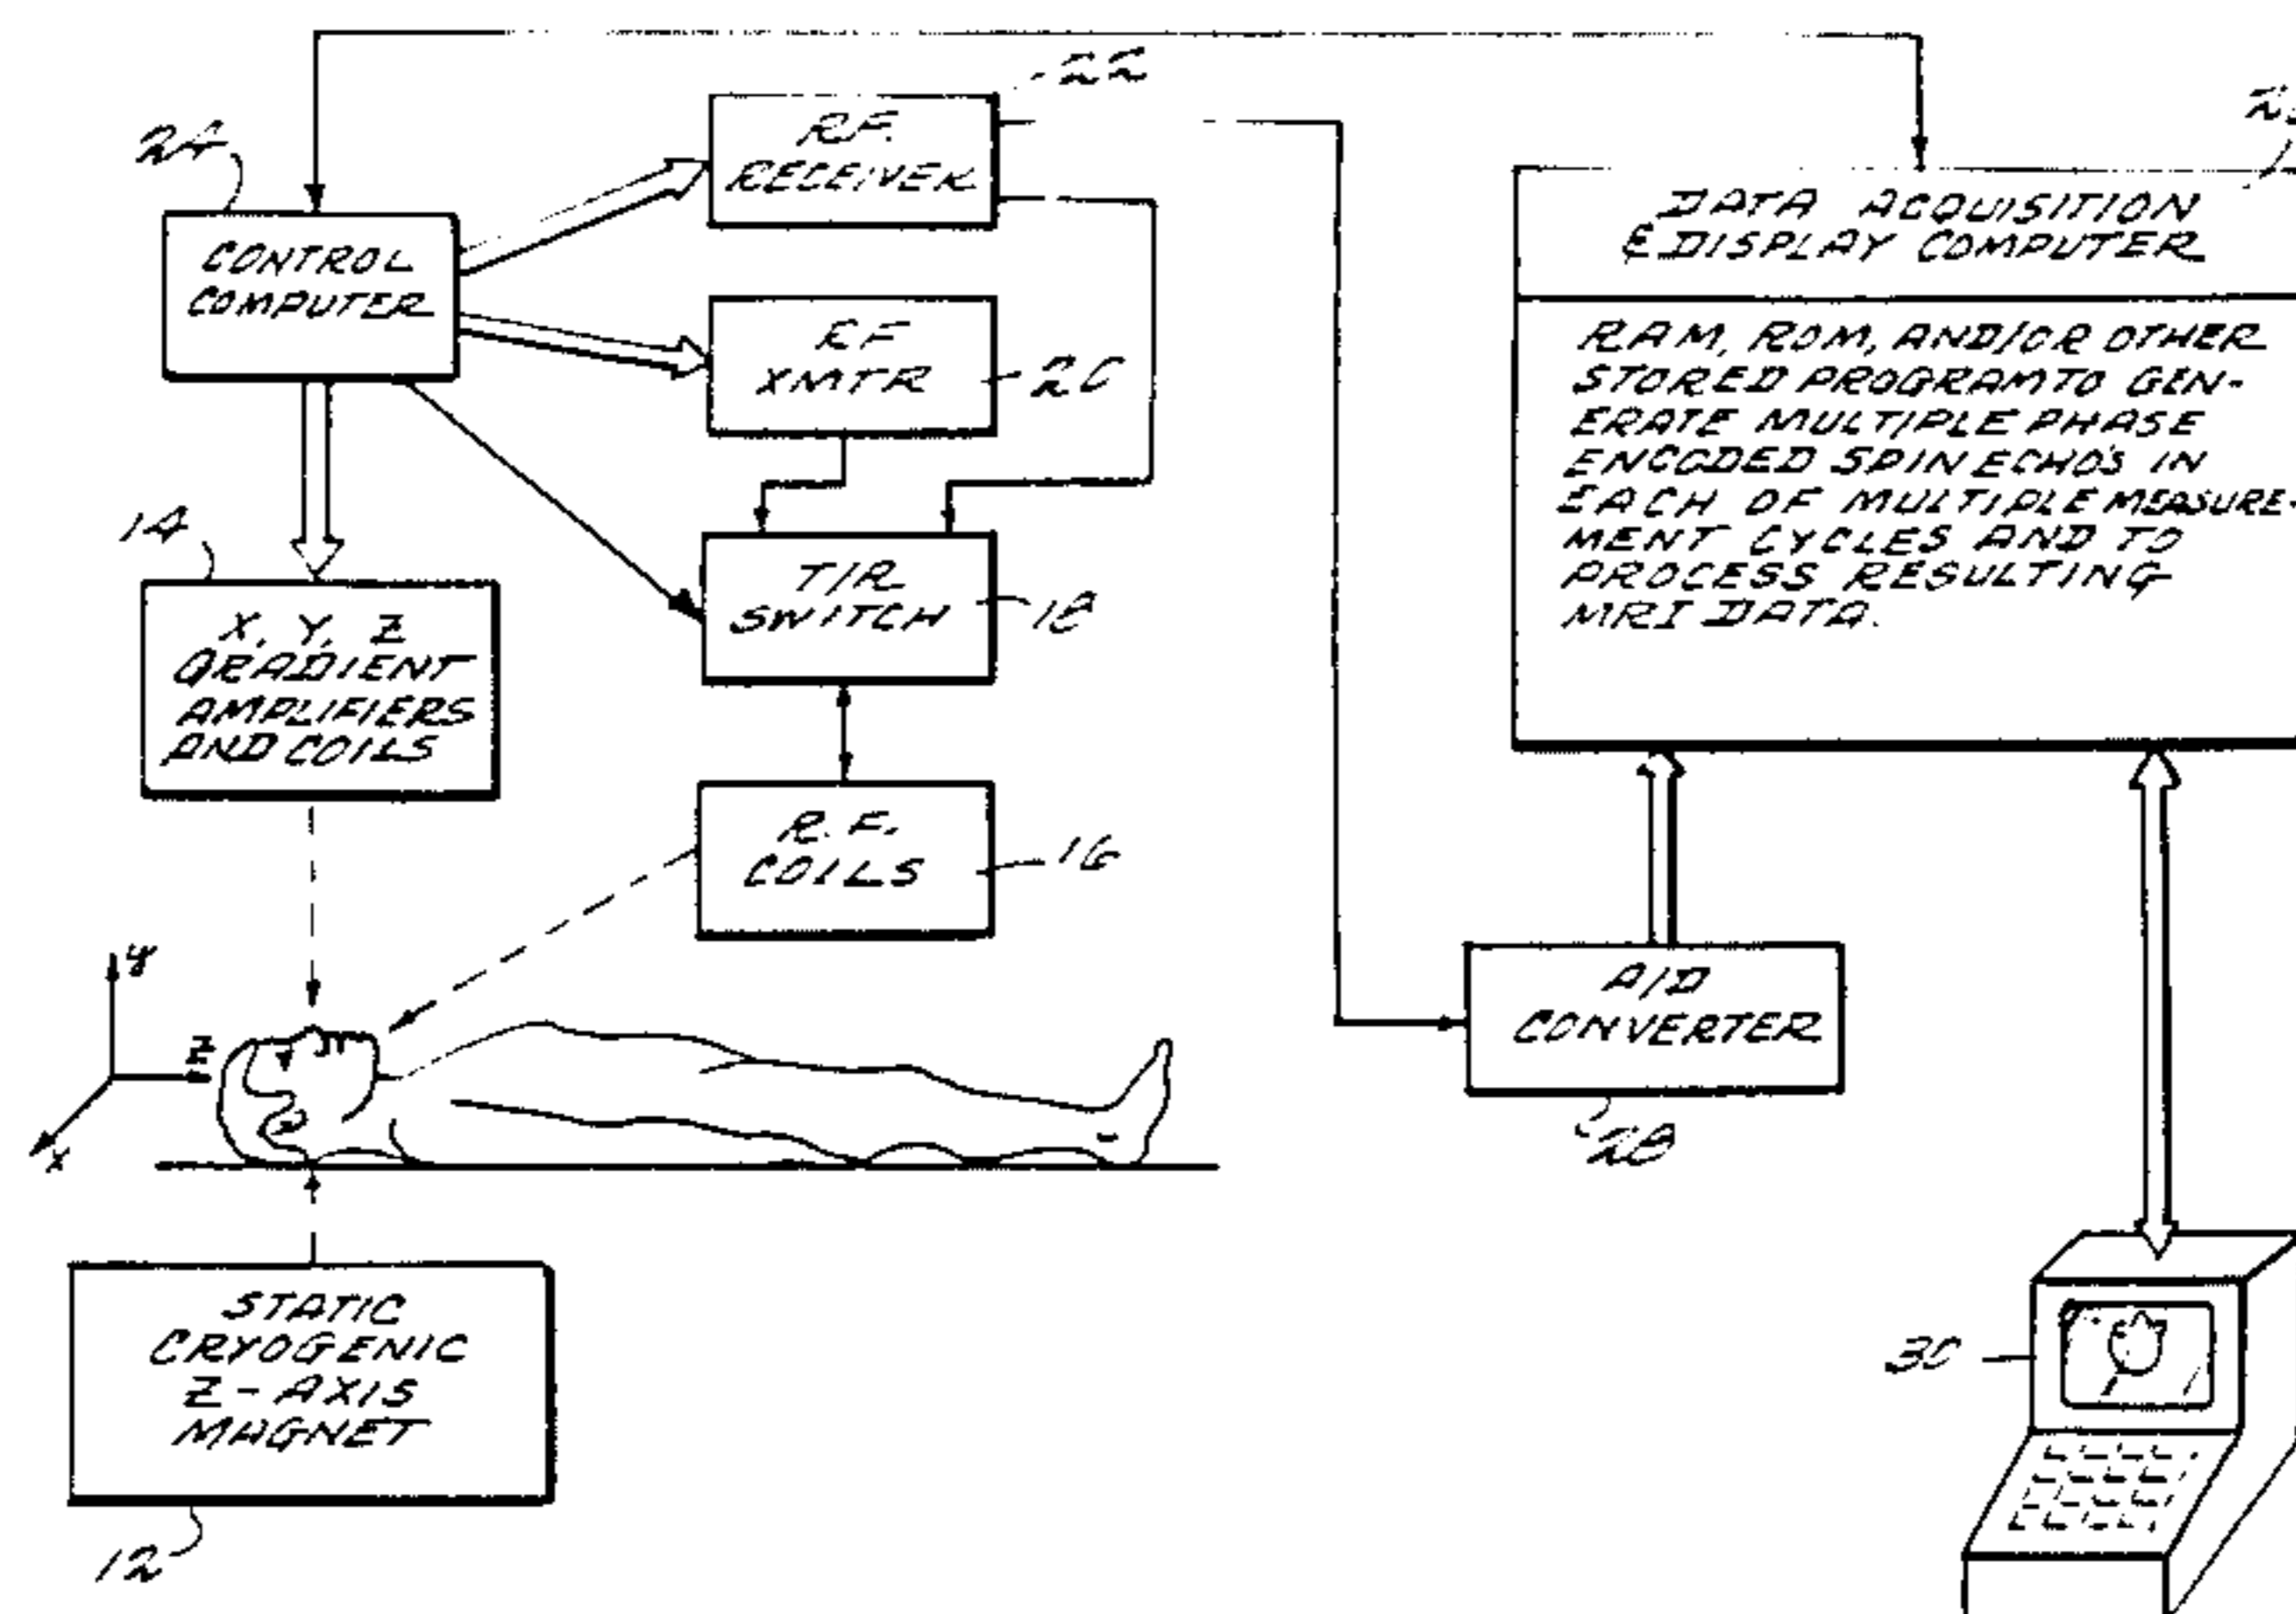 22
24
RF.
RECEIVER
CONTROL
COMPUTER
DATA ACQUISITION
& DISPLAY COMPUTER
RF
XMTR
20
RAM, ROM, AND/OR OTHER
STORED PROGRAM TO GEN-
ERATE MULTIPLE PHASE
ENCODED SPIN ECHO'S IN
EACH OF MULTIPLE MEASURE-
MENT CYCLES AND TO
PROCESS RESULTING
MRI DATA.
14
T/R
SWITCH
18
X, Y, Z
GRADIENT
AMPLIFIERS
AND COILS
R.F.
COILS
16
y
z
x
A/D
CONVERTER
28
STATIC
CRYOGENIC
Z-AXIS
MAGNET
12
30